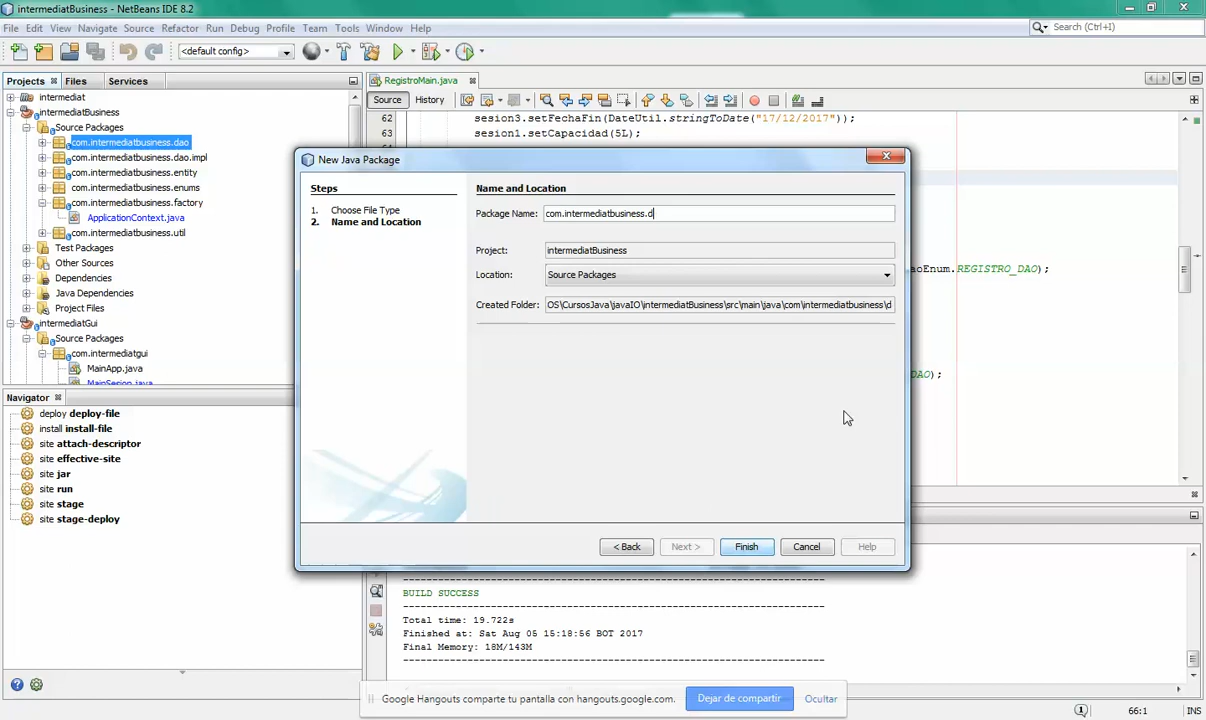 intermediatBusiness - NetBeans IDE 8.2
File Edit View Navigate Source Refactor Run Debug Profile Team Tools Window Help
Search (Ctrl+I)
<default config>
Projects Files Services
RegistroMain.java
Source History
intermediat
intermediatBusiness
Source Packages
com.intermediatbusiness.dao
com.intermediatbusiness.dao.impl
com.intermediatbusiness.entity
com.intermediatbusiness.enums
com.intermediatbusiness.factory
ApplicationContext.java
com.intermediatbusiness.util
Test Packages
Other Sources
Dependencies
Java Dependencies
Project Files
intermediatGui
Source Packages
com.intermediatgui
MainApp.java
MainSesion.java
62 sesion3.setFechaFin(DateUtil.stringToDate("17/12/2017"));
63 sesion1.setCapacidad(5L);
aoEnum.REGISTRO_DAO);
DAO);
New Java Package
Steps
1. Choose File Type
2. Name and Location
Name and Location
Package Name: com.intermediatbusiness.d
Project: intermediatBusiness
Location: Source Packages
Created Folder: OS\CursosJava\javaIO\intermediatBusiness\src\main\java\com\intermediatbusiness\d
< Back Next > Finish Cancel Help
Navigator
deploy deploy-file
install install-file
site attach-descriptor
site effective-site
site jar
site run
site stage
site stage-deploy
------------------------------------------------------------------------
BUILD SUCCESS
------------------------------------------------------------------------
Total time: 19.722s
Finished at: Sat Aug 05 15:18:56 BOT 2017
Final Memory: 18M/143M
------------------------------------------------------------------------
Google Hangouts comparte tu pantalla con hangouts.google.com. Dejar de compartir Ocultar
1 66:1 INS